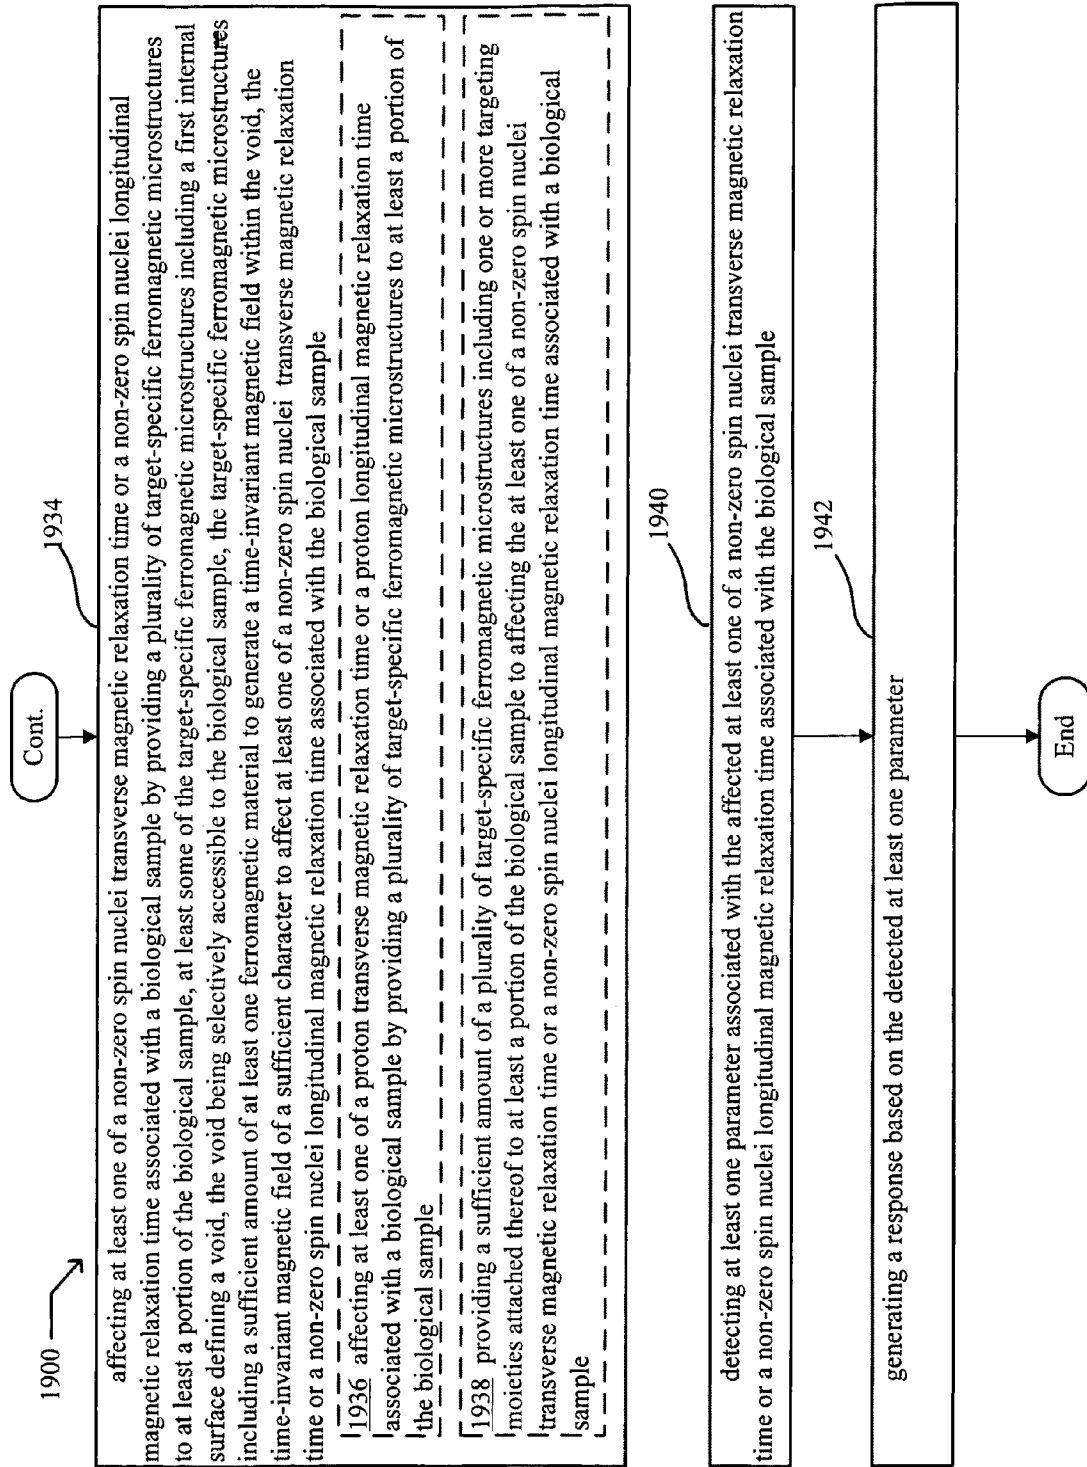 1900
Cont.
1934
affecting at least one of a non-zero spin nuclei transverse magnetic relaxation time or a non-zero spin nuclei longitudinal
magnetic relaxation time associated with a biological sample by providing a plurality of target-specific ferromagnetic microstructures
to at least a portion of the biological sample, at least some of the target-specific ferromagnetic microstructures including a first internal
surface defining a void, the void being selectively accessible to the biological sample, the target-specific ferromagnetic microstructures
including a sufficient amount of at least one ferromagnetic material to generate a time-invariant magnetic field within the void, the
time-invariant magnetic field of a sufficient character to affect at least one of a non-zero spin nuclei transverse magnetic relaxation
time or a non-zero spin nuclei longitudinal magnetic relaxation time associated with the biological sample
1936 affecting at least one of a proton transverse magnetic relaxation time or a proton longitudinal magnetic relaxation time
associated with a biological sample by providing a plurality of target-specific ferromagnetic microstructures to at least a portion of
the biological sample
1938 providing a sufficient amount of a plurality of target-specific ferromagnetic microstructures including one or more targeting
moieties attached thereof to at least a portion of the biological sample to affecting the at least one of a non-zero spin nuclei
transverse magnetic relaxation time or a non-zero spin nuclei longitudinal magnetic relaxation time associated with a biological
sample
1940
detecting at least one parameter associated with the affected at least one of a non-zero spin nuclei transverse magnetic relaxation
time or a non-zero spin nuclei longitudinal magnetic relaxation time associated with the biological sample
1942
generating a response based on the detected at least one parameter
End